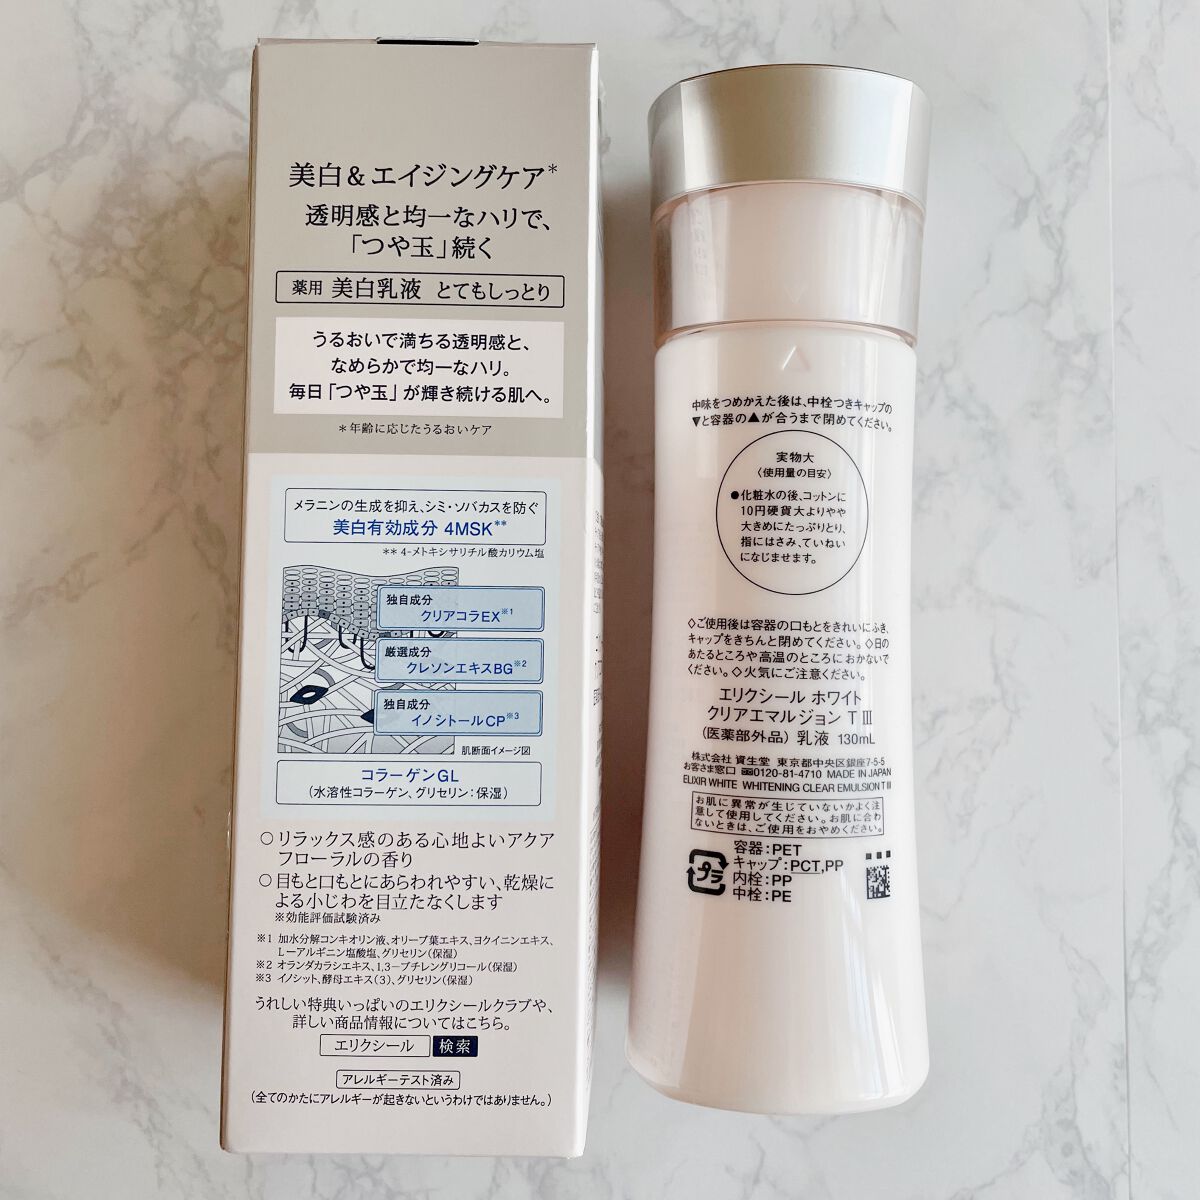 美白&エイジングケア*
透明感と均一なハリで、
「つや玉」続く
薬用 美白乳液 とてもしっとり
うるおいで満ちる透明感と、
なめらかで均一なハリ。
毎日「つや玉」が輝き続ける肌へ。
*年齢に応じたうるおいケア
メラニンの生成を抑え、シミ・ソバカスを防ぐ
美白有効成分 4MSK**
**4-メトキシサリチル酸カリウム塩
独自成分
クリアコラEX※1
厳選成分
クレソンエキスBG※2
独自成分
イノシトールCP※3
肌断面イメージ図
コラーゲンGL
(水溶性コラーゲン、グリセリン:保湿)
○リラックス感のある心地よいアクア
フローラルの香り
○目もと口もとにあらわれやすい、乾燥に
よる小じわを目立たなくします
※効能評価試験済み
※1 加水分解コンキオリン液、オリーブ葉エキス、ヨクイニンエキス、
L-アルギニン塩酸塩、グリセリン(保湿)
※2 オランダカラシエキス、1,3-ブチレングリコール(保湿)
※3 イノシット、酵母エキス(3)、グリセリン(保湿)
うれしい特典いっぱいのエリクシールクラブや、
詳しい商品情報についてはこちら。
エリクシール 検索
アレルギーテスト済み
(全てのかたにアレルギーが起きないというわけではありません。)
中味をつめかえた後は、中栓つきキャップの
▼と容器の▲が合うまで閉めてください。
実物大
〈使用量の目安〉
●化粧水の後、コットンに
10円硬貨大よりやや
大きめにたっぷりとり、
指にはさみ、ていねい
になじませます。
◇ご使用後は容器の口もとをきれいにふき、
キャップをきちんと閉めてください。◇日の
あたるところや高温のところにおかないで
ください。◇火気にご注意ください。
エリクシール ホワイト
クリアエマルジョン T III
(医薬部外品) 乳液 130mL
株式会社 資生堂 東京都中央区銀座7-5-5
お客さま窓口 0120-81-4710 MADE IN JAPAN
ELIXIR WHITE WHITENING CLEAR EMULSION T III
お肌に異常が生じていないかよく注
意して使用してください。お肌に合わ
ないときは、ご使用をおやめください。
容器:PET
キャップ:PCT,PP
内栓:PP
中栓:PE
プラ